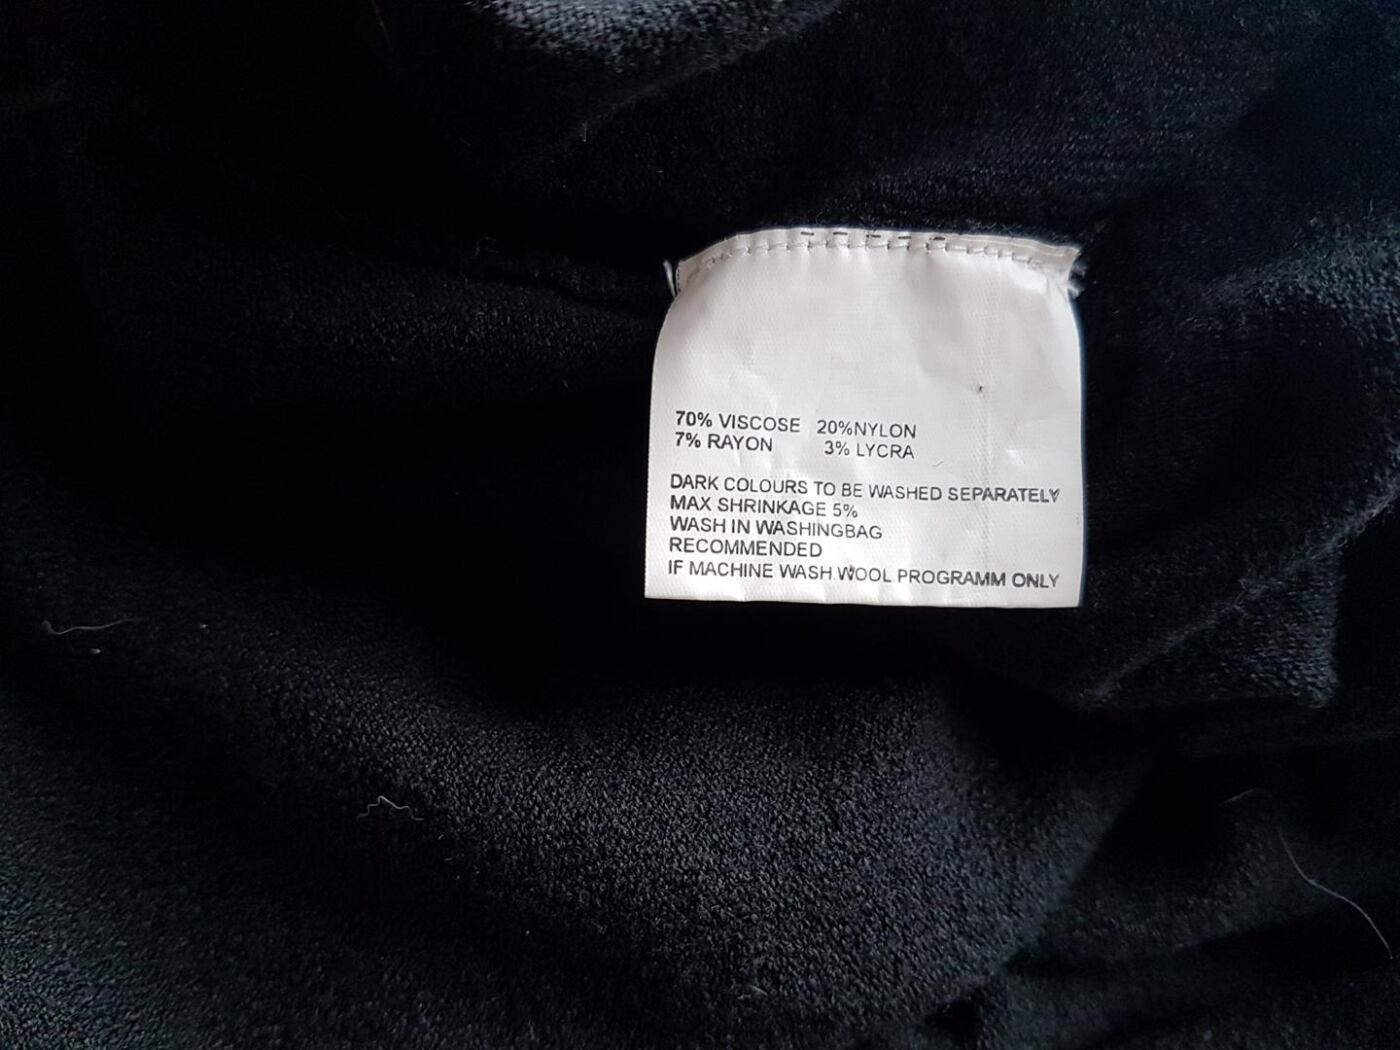 70% VISCOSE 20%NYLON
7% RAYON 3% LYCRA
DARK COLOURS TO BE WASHED SEPARATELY
MAX SHRINKAGE 5%
WASH IN WASHINGBAG
RECOMMENDED
IF MACHINE WASH WOOL PROGRAMM ONLY